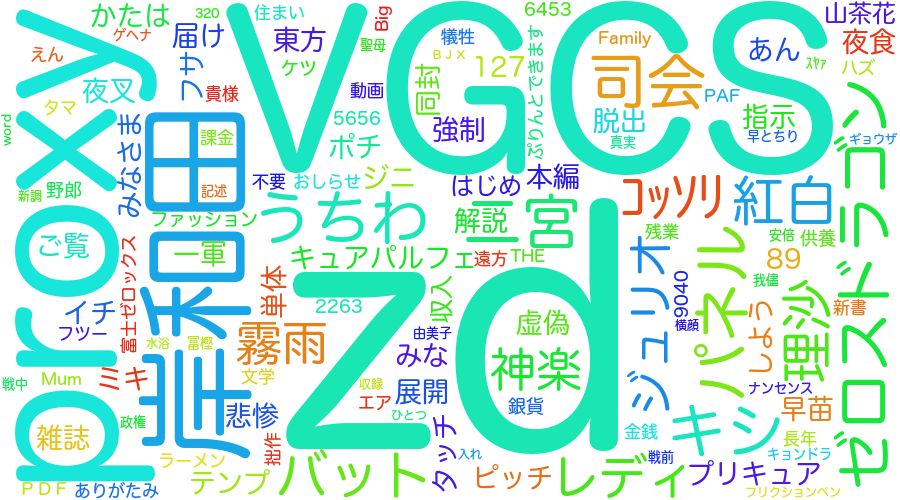 VGCS
zd
proxy
岸和田
ゼロストラゴン
かたは
320
住まい
Big
6453
山茶花
ゲヘナ
届け
東方
聖母
犠牲
Family
あん
夜食
えん
フサ
ケツ
BJX
127
司会
ｽﾔｧ
ハズ
夜叉
貴様
動画
同封
ぷりんとできます
PAF
指示
タマ
5656
強制
脱出
早とちり
ギョウザ
word
課金
ポチ
真実
みなさま
新調
野郎
記述
不要
おしらせ
ジニ
はじめ
本編
コッソリ
紅白
ファッション
うちわ
解説
二宮
残業
安倍
供養
ご覧
一軍
キュアパルフェ
遠方
THE
89
富士ゼロックス
単体
2263
収入
ジュリオ
パネル
9040
我儘
イチ
フツー
虚偽
横顔
しよう
理沙
新書
水浴
冨樫
霧雨
由美子
みな
神楽
戦中
Mum
ミキ
文学
収録
展開
銀貨
ナンセンス
政権
悲惨
エア
ひとつ
キシ
早苗
雑誌
拙作
タッチ
入れ
金銭
長年
ラーメン
戦前
キョンドラ
PDF
ありがたみ
テンプ
バット
ピッチ
レディ
プリキュア
フリクションペン